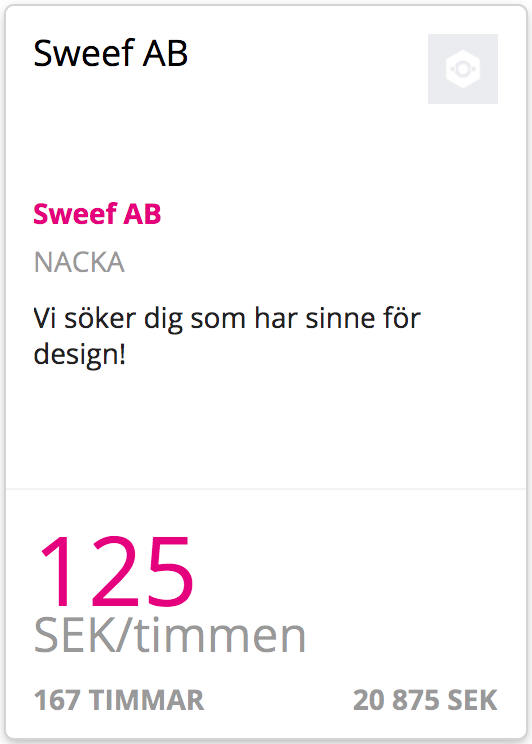 Sweef AB
Sweef AB
NACKA
Vi söker dig som har sinne för
design!
125
SEK/timmen
167 TIMMAR 20 875 SEK